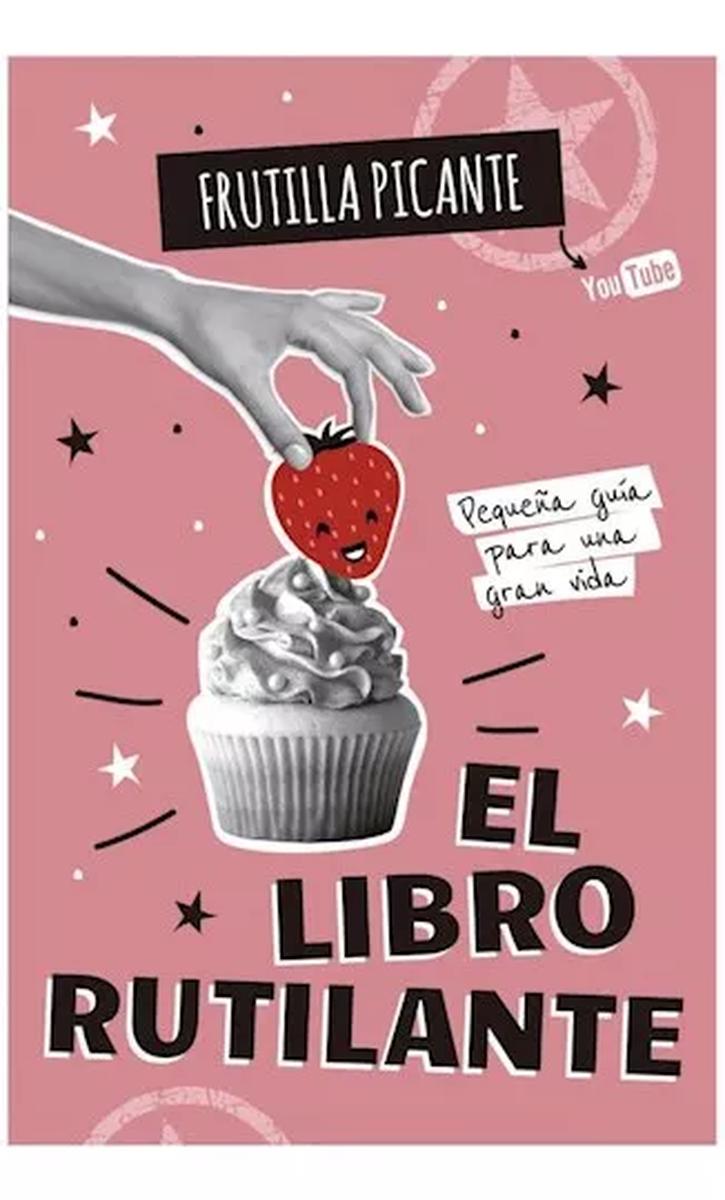 FRUTILLA PICANTE
YouTube
Pequeña guía
para una
gran vida
EL
LIBRO
RUTILANTE